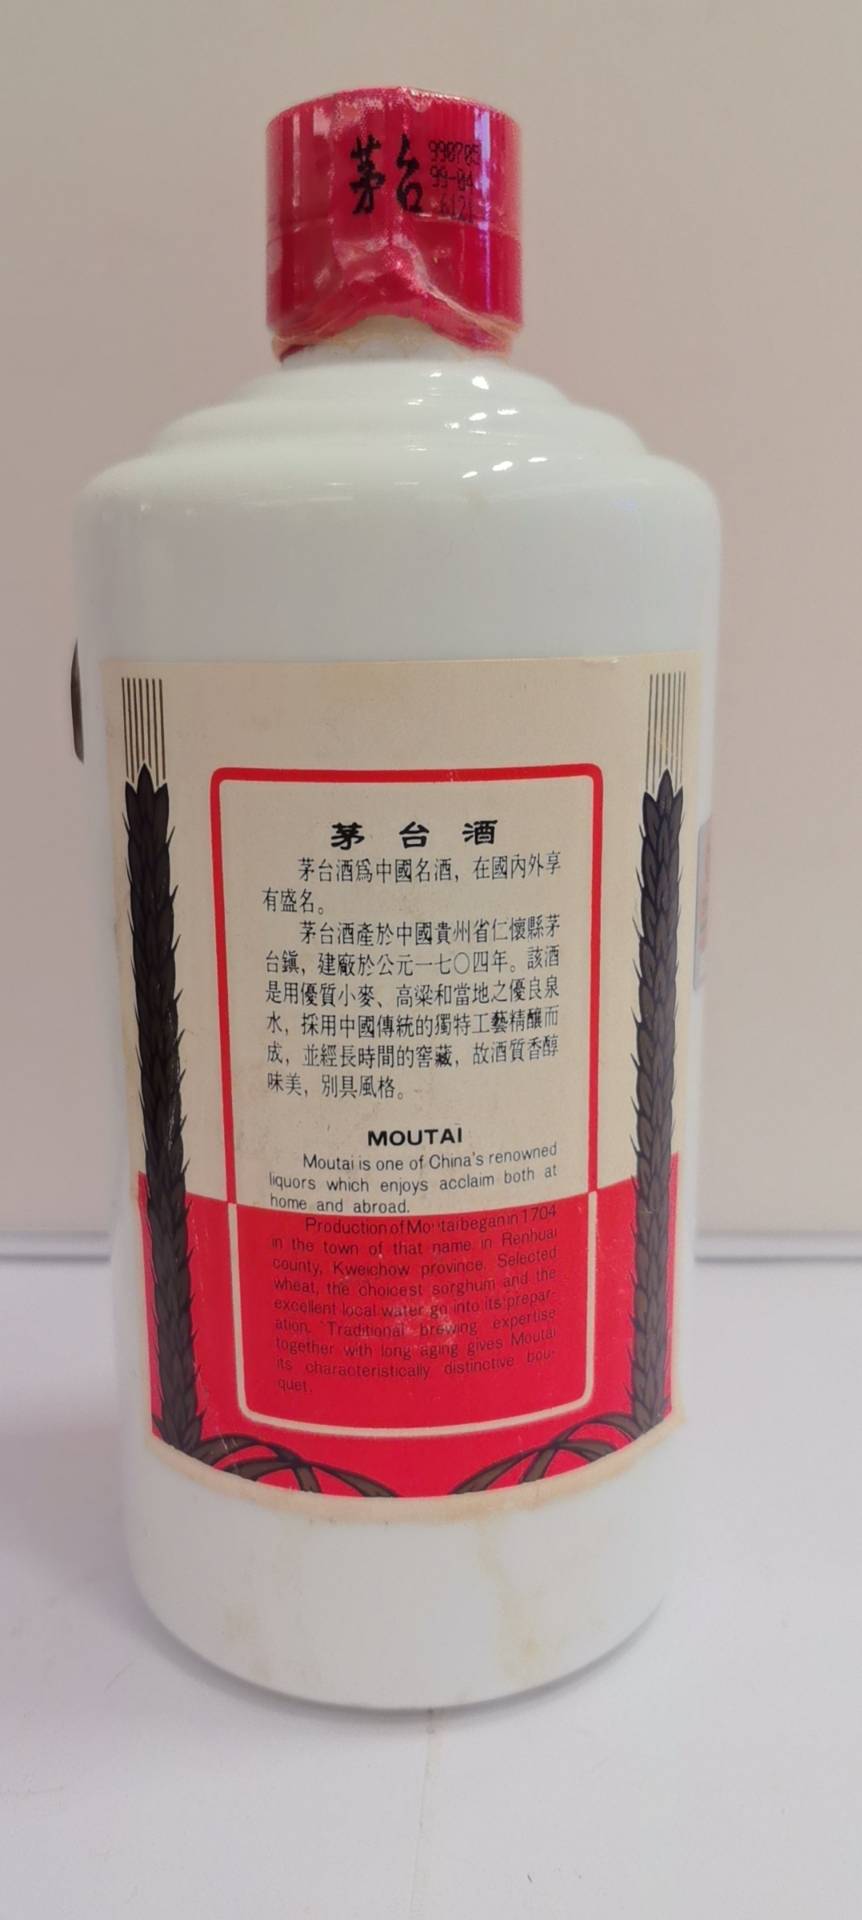 茅台
990705
99-04
6121
茅台酒
茅台酒爲中國名酒，在國內外享
有盛名。
茅台酒產於中國貴州省仁懷縣茅
台鎮，建廠於公元一七〇四年。該酒
是用優質小麥、高粱和當地之優良泉
水，採用中國傳統的獨特工藝精釀而
成，並經長時間的窖藏，故酒質香醇
味美，別具風格。
MOUTAI
Moutai is one of China's renowned
liquors which enjoys acclaim both at
home and abroad.
Production of Moutai began in 1704
in the town of that name in Renhuai
county, Kweichow province. Selected
wheat, the choicest sorghum and the
excellent local water go into its prepar-
ation. Traditional brewing expertise
together with long aging gives Moutai
its characteristically distinctive bou-
quet.